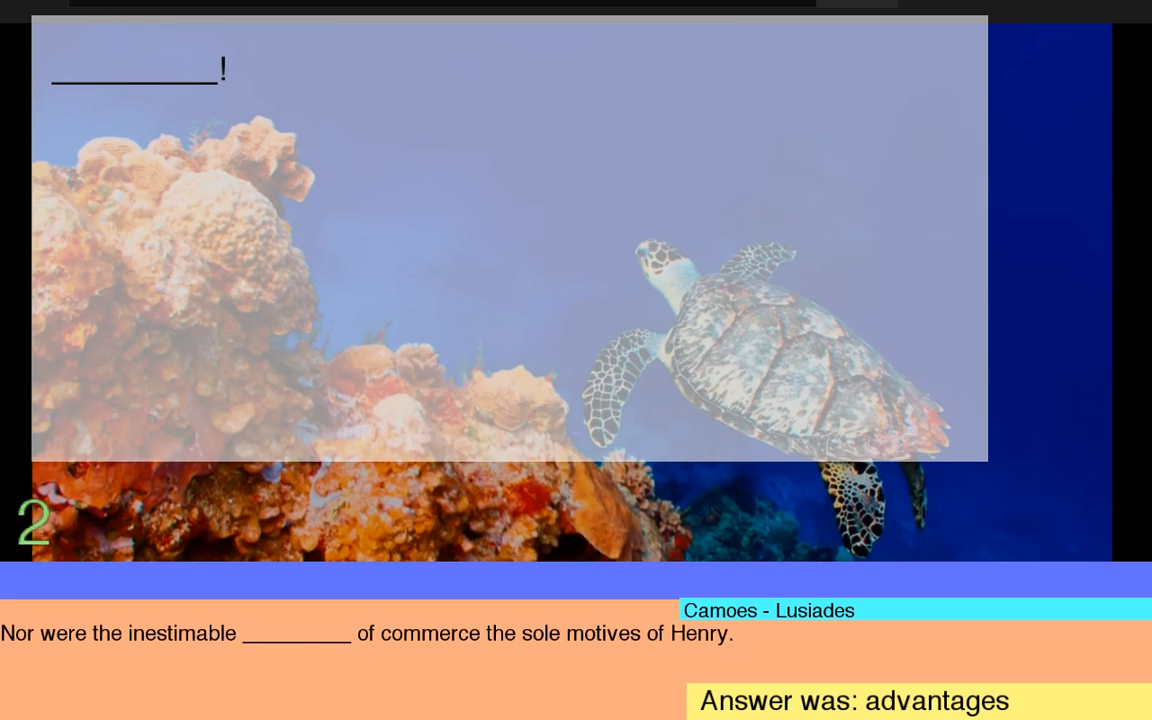 __________!
2
Camoes - Lusiades
Nor were the inestimable _________ of commerce the sole motives of Henry.
Answer was: advantages